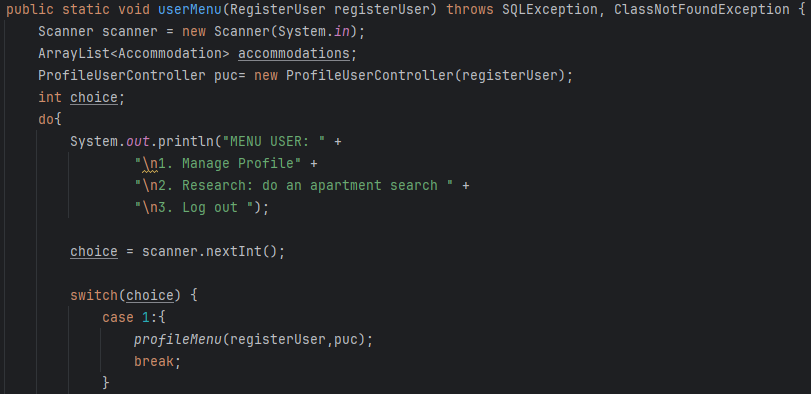 public static void userMenu(RegisterUser registerUser) throws SQLException, ClassNotFoundException {
Scanner scanner = new Scanner(System.in);
ArrayList<Accommodation> accommodations;
ProfileUserController puc= new ProfileUserController(registerUser);
int choice;
do{
System.out.println("MENU USER: " +
"\n1. Manage Profile" +
"\n2. Research: do an apartment search " +
"\n3. Log out ");
choice = scanner.nextInt();
switch(choice) {
case 1:{
profileMenu(registerUser,puc);
break;
}